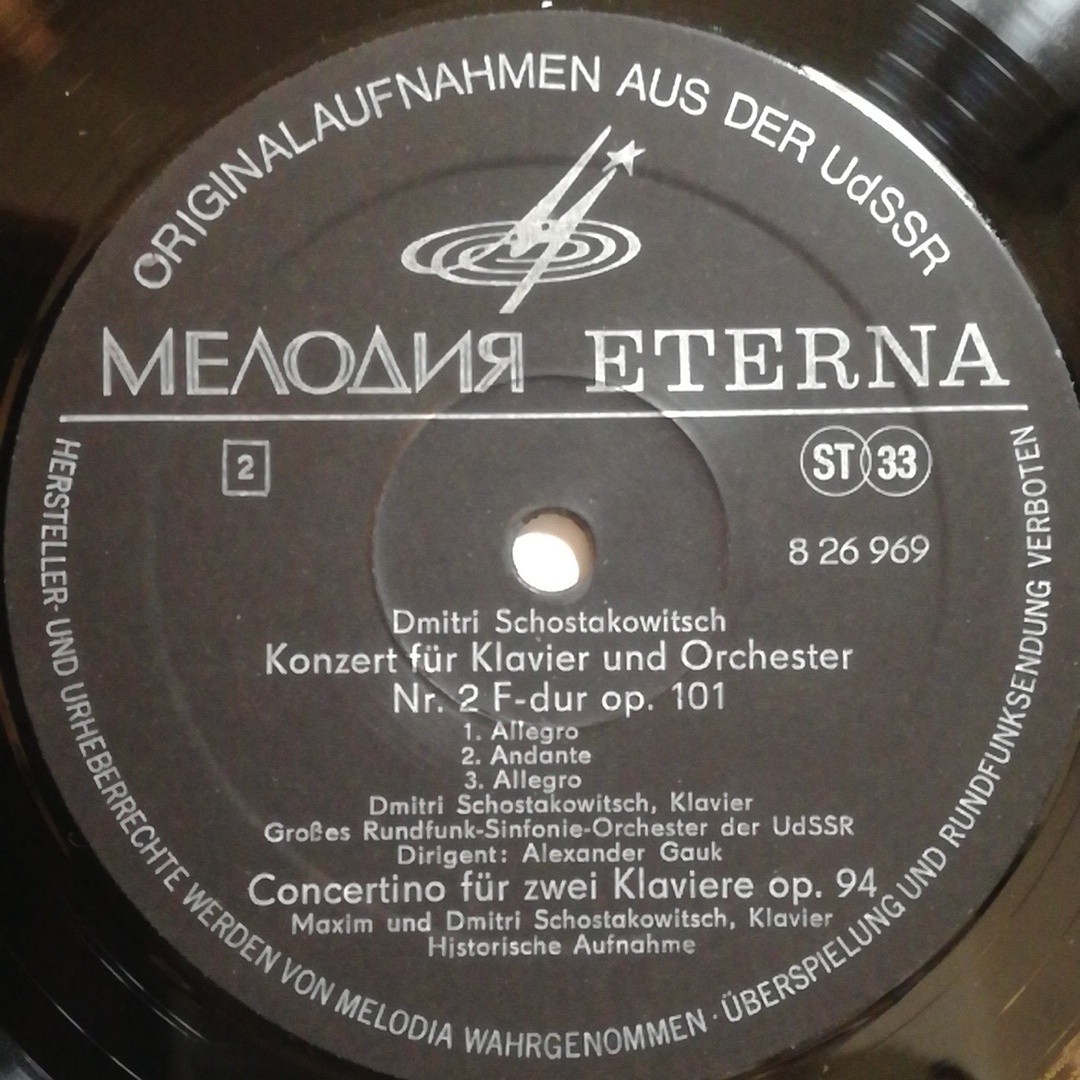 ORIGINALAUFNAHMEN AUS DER UdSSR
МЕЛОДИЯ ETERNA
2
ST 33
8 26 969
Dmitri Schostakowitsch
Konzert für Klavier und Orchester
Nr. 2 F-dur op. 101
1. Allegro
2. Andante
3. Allegro
Dmitri Schostakowitsch, Klavier
Großes Rundfunk-Sinfonie-Orchester der UdSSR
Dirigent: Alexander Gauk
Concertino für zwei Klaviere op. 94
Maxim und Dmitri Schostakowitsch, Klavier
Historische Aufnahme
HERSTELLER- UND URHEBERRECHTE WERDEN VON MELODIA WAHRGENOMMEN · ÜBERSPIELUNG UND RUNDFUNKSENDUNG VERBOTEN